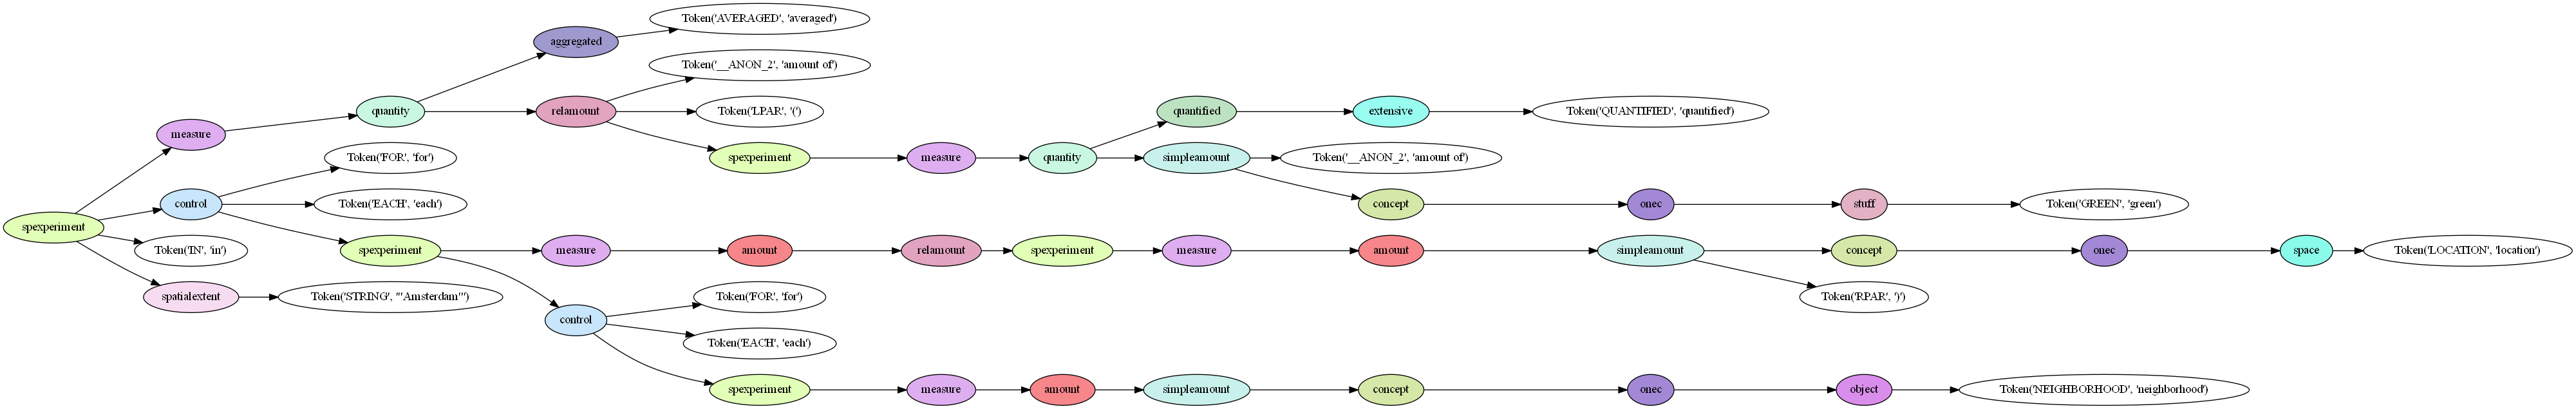 Token('AVERAGED', 'averaged')
aggregated
Token('__ANON_2', 'amount of')
quantity
relamount
Token('LPAR', '(')
quantified
extensive
Token('QUANTIFIED', 'quantified')
measure
Token('FOR', 'for')
spexperiment
measure
quantity
simpleamount
Token('__ANON_2', 'amount of')
control
Token('EACH', 'each')
concept
onec
stuff
Token('GREEN', 'green')
spexperiment
Token('IN', 'in')
spexperiment
measure
amount
relamount
spexperiment
measure
amount
simpleamount
concept
onec
space
Token('LOCATION', 'location')
spatialextent
Token('STRING', "'Amsterdam'")
Token('FOR', 'for')
Token('RPAR', ')')
control
Token('EACH', 'each')
spexperiment
measure
amount
simpleamount
concept
onec
object
Token('NEIGHBORHOOD', 'neighborhood')